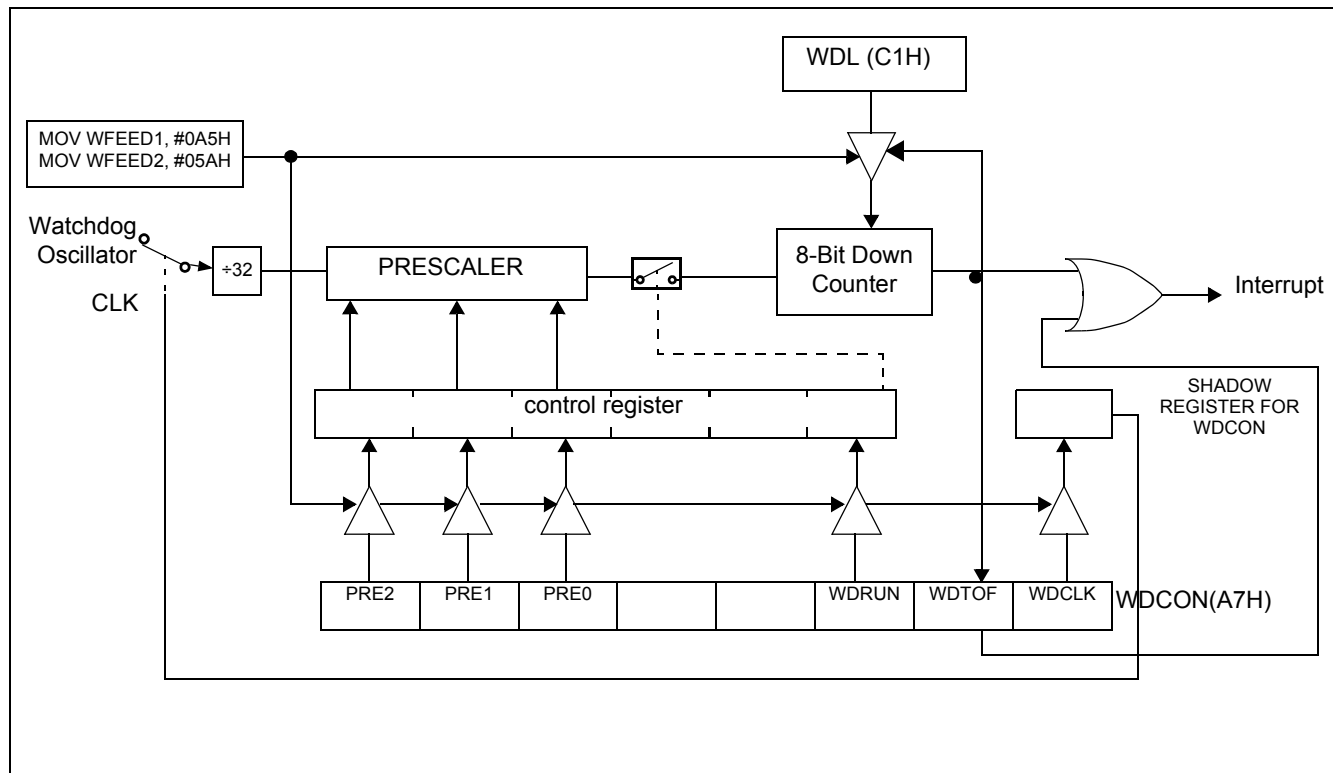 WDL (C1H)
MOV WFEED1, #0A5H
MOV WFEED2, #05AH
Watchdog
Oscillator
÷32
PRESCALER
8-Bit Down
Counter
Interrupt
CLK
control register
SHADOW
REGISTER FOR
WDCON
PRE2
PRE1
PRE0
WDRUN
WDTOF
WDCLK
WDCON(A7H)